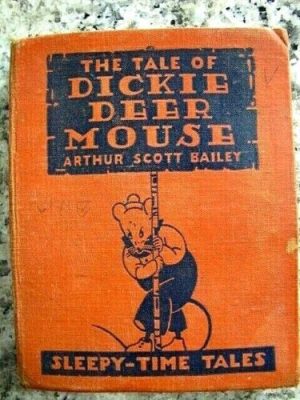 THE TALE OF
DICKIE
DEER
MOUSE
ARTHUR SCOTT BAILEY
SLEEPY-TIME TALES